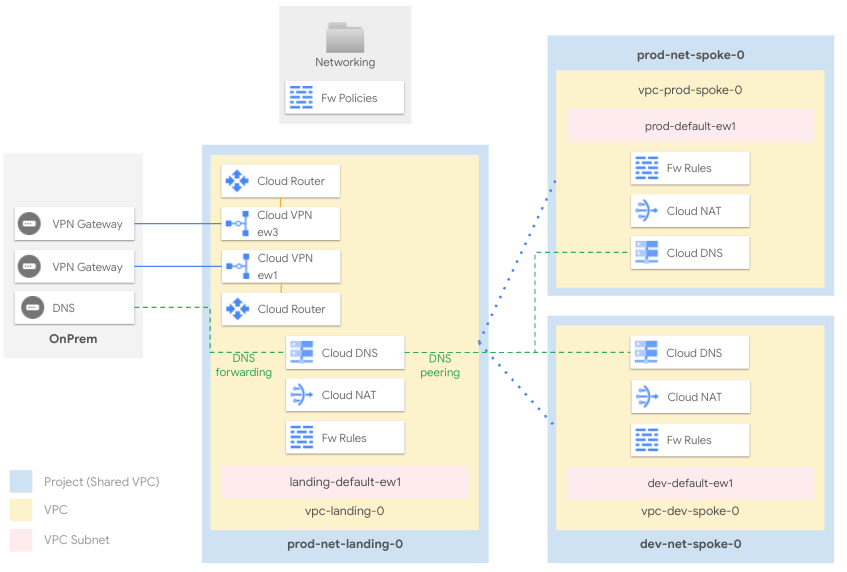 Networking
Fw Policies
OnPrem
VPN Gateway
VPN Gateway
DNS
Cloud Router
Cloud VPN
ew3
Cloud VPN
ew1
Cloud Router
Cloud DNS
DNS
forwarding
DNS
peering
Cloud NAT
Fw Rules
landing-default-ew1
vpc-landing-0
prod-net-landing-0
prod-net-spoke-0
vpc-prod-spoke-0
prod-default-ew1
Fw Rules
Cloud NAT
Cloud DNS
Cloud DNS
Cloud NAT
Fw Rules
dev-default-ew1
vpc-dev-spoke-0
dev-net-spoke-0
Project (Shared VPC)
VPC
VPC Subnet